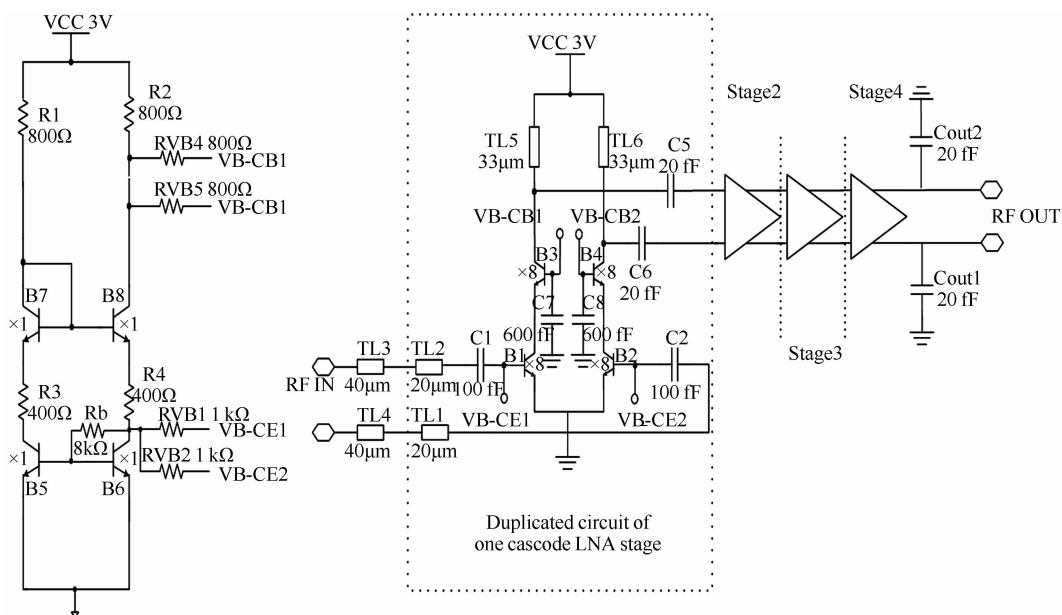 VCC 3V
R1
800Ω
R2
800Ω
RVB4 800Ω
VB-CB1
RVB5 800Ω
VB-CB1
B7
B8
×1
×1
R3
400Ω
R4
400Ω
Rb
8kΩ
RVB1 1 kΩ
VB-CE1
RVB2 1 kΩ
VB-CE2
×1
×1
B5
B6
VCC 3V
TL5
33μm
TL6
33μm
C5
20 fF
VB-CB1
VB-CB2
B3
B4
×8
×8
C6
20 fF
C7
600 fF
C8
600 fF
B1
×8
B2
×8
C1
100 fF
C2
100 fF
TL3
40μm
TL2
20μm
RF IN
VB-CE1
VB-CE2
TL4
40μm
TL1
20μm
Duplicated circuit of
one cascode LNA stage
Stage2
Stage3
Stage4
Cout2
20 fF
RF OUT
Cout1
20 fF